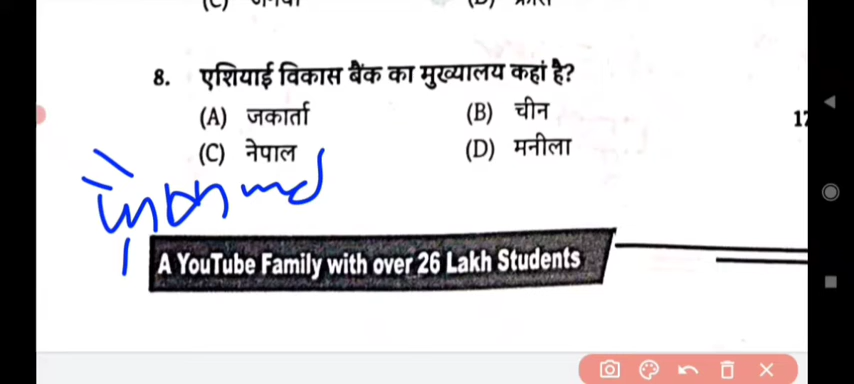 8. एशियाई विकास बैंक का मुख्यालय कहां है?
(A) जकार्ता (B) चीन
(C) नेपाल (D) मनीला
A YouTube Family with over 26 Lakh Students